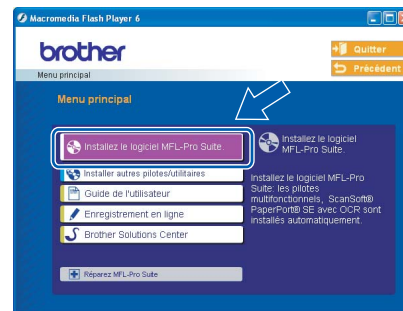 Macromedia Flash Player 6
brother
Quitter
Précédent
Menu principal
Menu principal
Installez le logiciel MFL-Pro Suite.
Installer autres pilotes/utilitaires
Guide de l'utilisateur
Enregistrement en ligne
Brother Solutions Center
Réparez MFL-Pro Suite
Installez le logiciel
MFL-Pro Suite.
Installez le logiciel MFL-Pro
Suite: les pilotes
multifonctionnels, ScanSoft®
PaperPort® SE avec OCR sont
installés automatiquement.